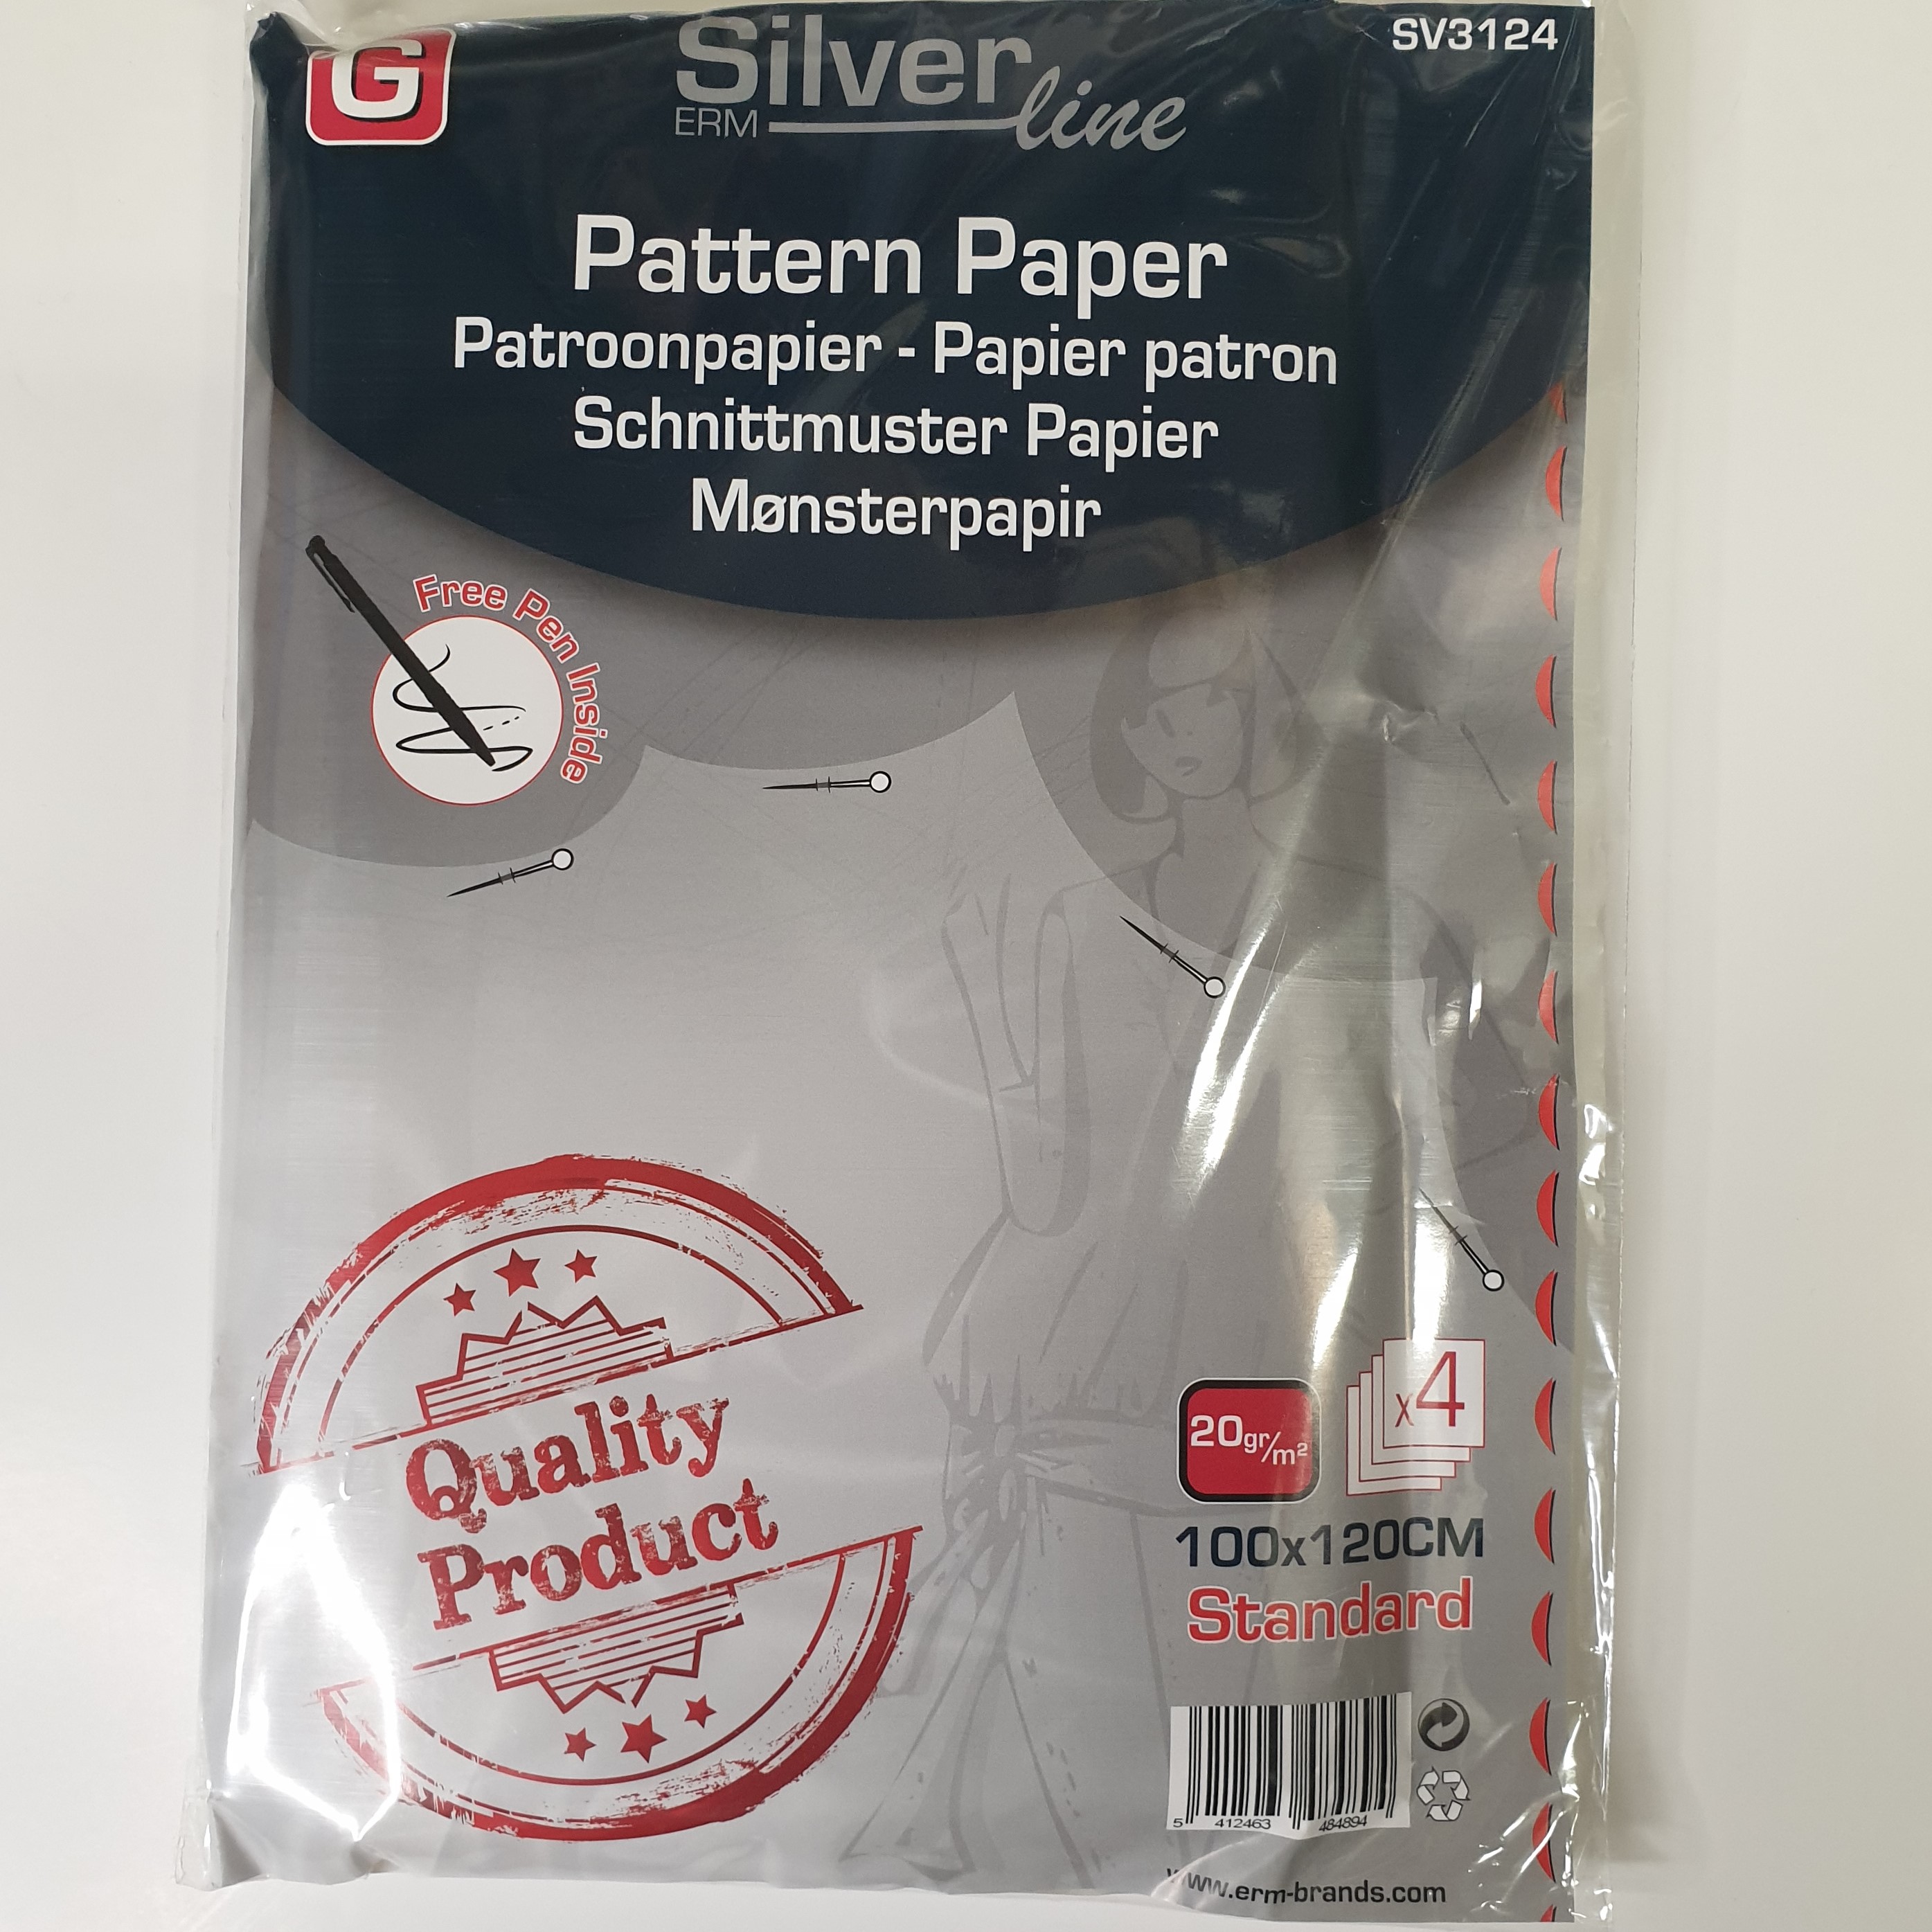 G
Silver
ERM line
SV3124
Pattern Paper
Patroonpapier - Papier patron
Schnittmuster Papier
Mønsterpapir
Free Pen Inside
Quality
Product
20gr/m²
x4
100x120CM
Standard
5 412463 484894
www.erm-brands.com